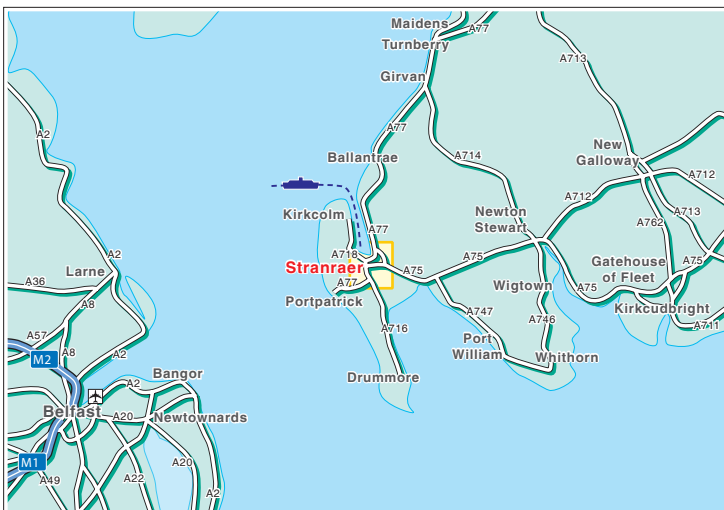 Maidens
A77
Turnberry
A713
Girvan
A2
A77
New
Galloway
Ballantrae
A714
A712
A712
Kirkcolm
Newton
Stewart
A762
A713
A77
A2
A718
A75
Gatehouse
of Fleet
A75
Larne
Stranraer
A75
A36
A77
Wigtown
A75
A8
Portpatrick
A747
Kirkcudbright
A716
A746
A711
A57
Port
William
A8
A2
M2
Whithorn
Bangor
Drummore
A2
Belfast
A20
Newtownards
M1
A20
A49
A22
A2